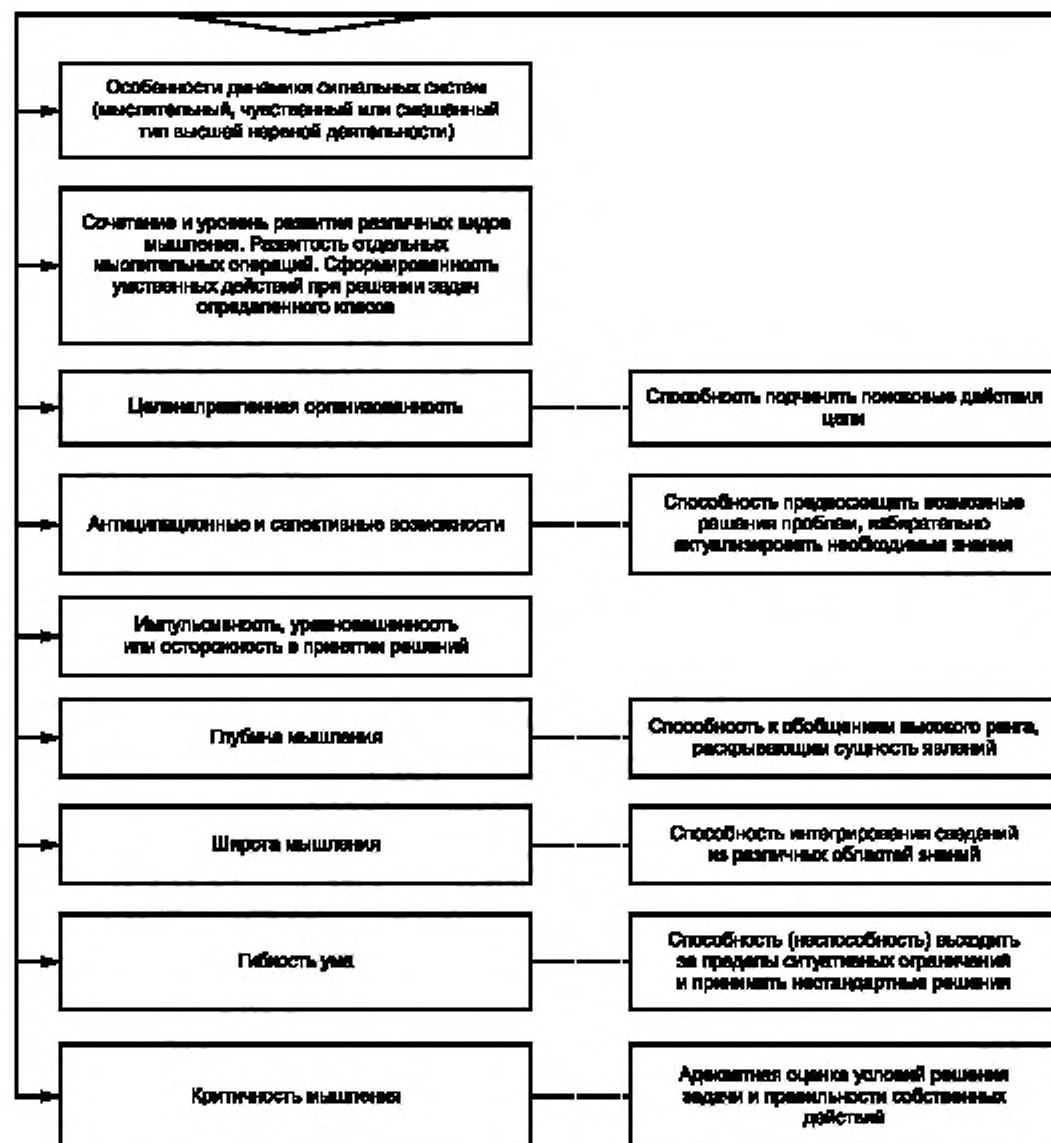 Особенности динамики сигнальных систем
(мыслительный, чувственный или смешанный
тип высшей нервной деятельности)
Сочетание и уровень развития различных видов
мышления. Развитость отдельных
мыслительных операций. Сформированность
умственных действий при решении задач
определенного класса
Целенаправленная организованность
Способность подчинять поисковые действия
цели
Антиципационные и селективные возможности
Способность предвосхищать возможные
решения проблем, избирательно
актуализировать необходимые знания
Импульсивность, уравновешенность
или осторожность в принятии решений
Глубина мышления
Способность к обобщениям высокого ранга,
раскрывающим сущность явлений
Широта мышления
Способность интегрирования сведений
из различных областей знаний
Гибкость ума
Способность (неспособность) выходить
за пределы ситуативных ограничений
и принимать нестандартные решения
Критичность мышления
Адекватная оценка условий решения
задачи и правильности собственных
действий